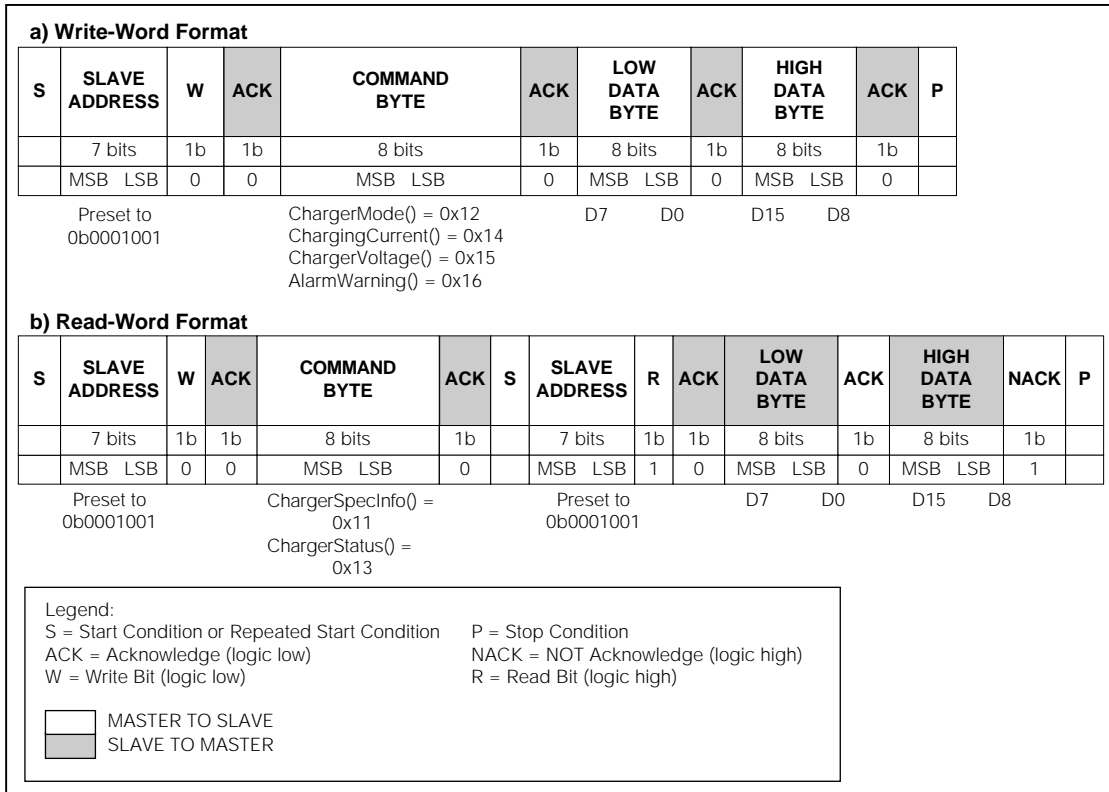 a) Write-Word Format
S SLAVE ADDRESS W ACK COMMAND BYTE ACK LOW DATA BYTE ACK HIGH DATA BYTE ACK P
7 bits 1b 1b 8 bits 1b 8 bits 1b 8 bits 1b
MSB LSB 0 0 MSB LSB 0 MSB LSB 0 MSB LSB 0
Preset to
0b0001001
ChargerMode() = 0x12
ChargingCurrent() = 0x14
ChargerVoltage() = 0x15
AlarmWarning() = 0x16
D7 D0 D15 D8
b) Read-Word Format
S SLAVE ADDRESS W ACK COMMAND BYTE ACK S SLAVE ADDRESS R ACK LOW DATA BYTE ACK HIGH DATA BYTE NACK P
7 bits 1b 1b 8 bits 1b 7 bits 1b 1b 8 bits 1b 8 bits 1b
MSB LSB 0 0 MSB LSB 0 MSB LSB 1 0 MSB LSB 0 MSB LSB 1
Preset to
0b0001001
ChargerSpecInfo() =
0x11
ChargerStatus() =
0x13
Preset to
0b0001001
D7 D0 D15 D8
Legend:
S = Start Condition or Repeated Start Condition P = Stop Condition
ACK = Acknowledge (logic low) NACK = NOT Acknowledge (logic high)
W = Write Bit (logic low) R = Read Bit (logic high)
MASTER TO SLAVE
SLAVE TO MASTER